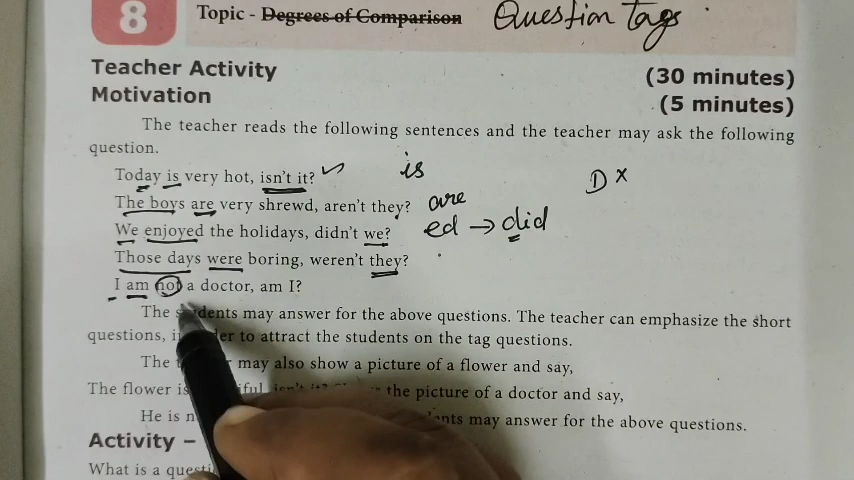 8
Topic - Degrees of Comparison Question Tags
Teacher Activity (30 minutes)
Motivation (5 minutes)
The teacher reads the following sentences and the teacher may ask the following
question.
Today is very hot, isn't it? is D x
The boys are very shrewd, aren't they? are
We enjoyed the holidays, didn't we? ed → did
Those days were boring, weren't they?
I am not a doctor, am I?
The students may answer for the above questions. The teacher can emphasize the short
questions, in order to attract the students on the tag questions.
The may also show a picture of a flower and say,
The flower is the picture of a doctor and say,
He is may answer for the above questions.
Activity –
What is a